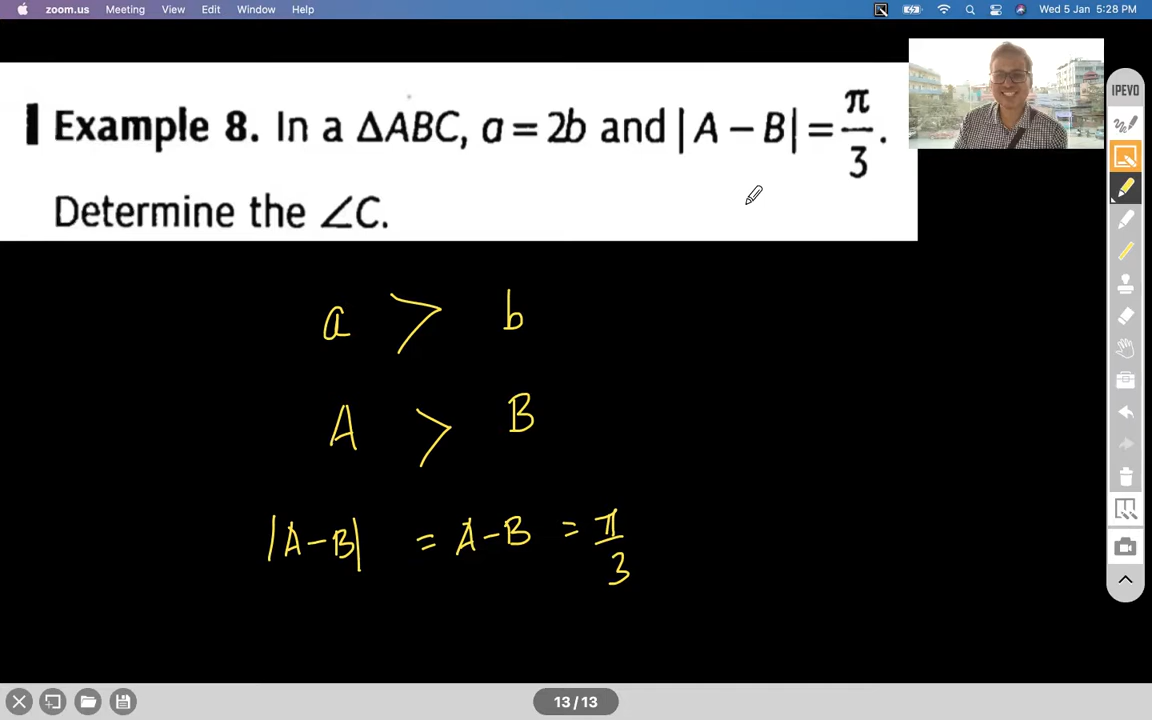 zoom.us Meeting View Edit Window Help Wed 5 Jan 5:28 PM
IPEVO
Example 8. In a ΔABC, a = 2b and |A − B| = π/3.
Determine the ∠C.
a > b
A > B
|A−B| = A−B = π/3
13/13